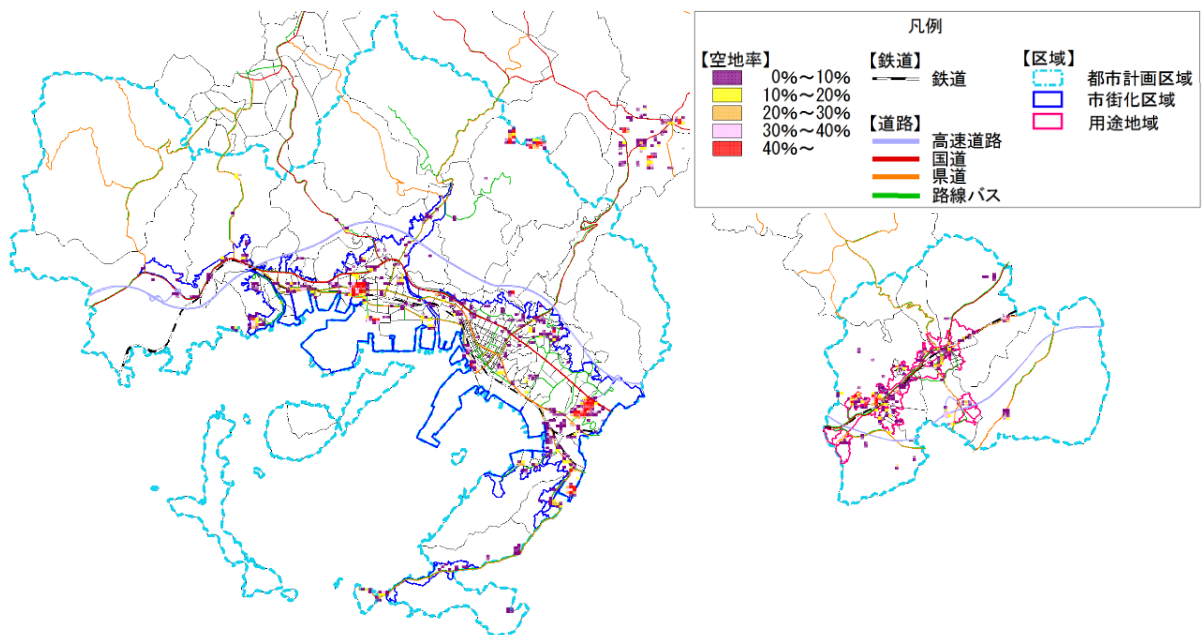 凡例
【空地率】
0%～10%
10%～20%
20%～30%
30%～40%
40%～
【鉄道】
鉄道
【道路】
高速道路
国道
県道
路線バス
【区域】
都市計画区域
市街化区域
用途地域